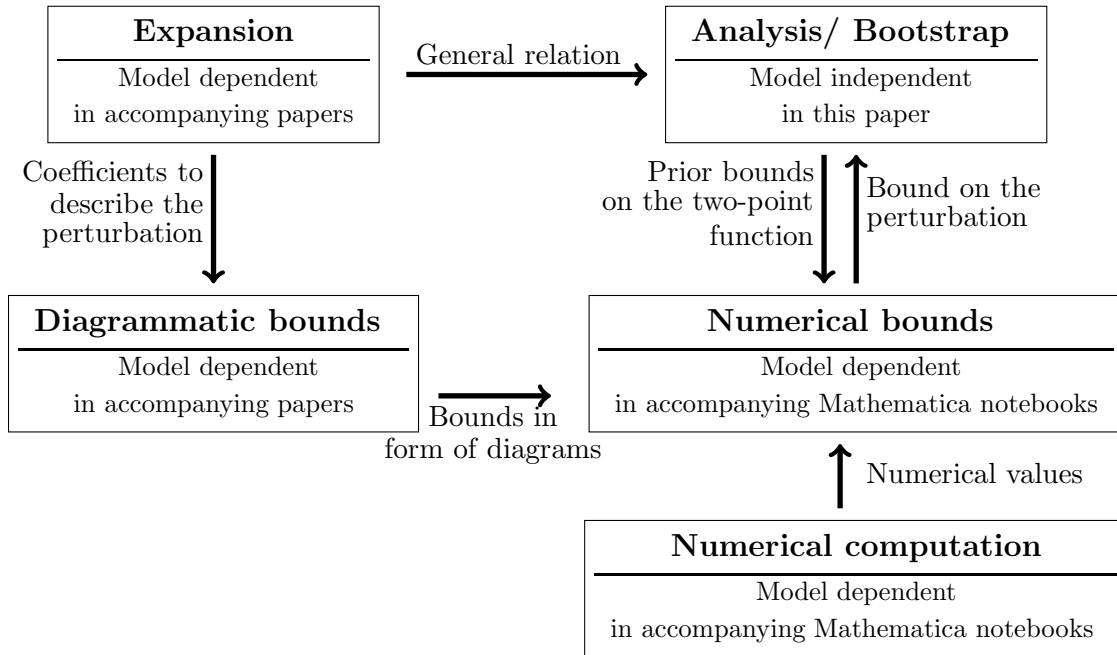 Expansion
Model dependent
in accompanying papers
General relation
Analysis/ Bootstrap
Model independent
in this paper
Coefficients to
describe the
perturbation
Prior bounds
on the two-point
function
Bound on the
perturbation
Diagrammatic bounds
Model dependent
in accompanying papers
Bounds in
form of diagrams
Numerical bounds
Model dependent
in accompanying Mathematica notebooks
Numerical values
Numerical computation
Model dependent
in accompanying Mathematica notebooks